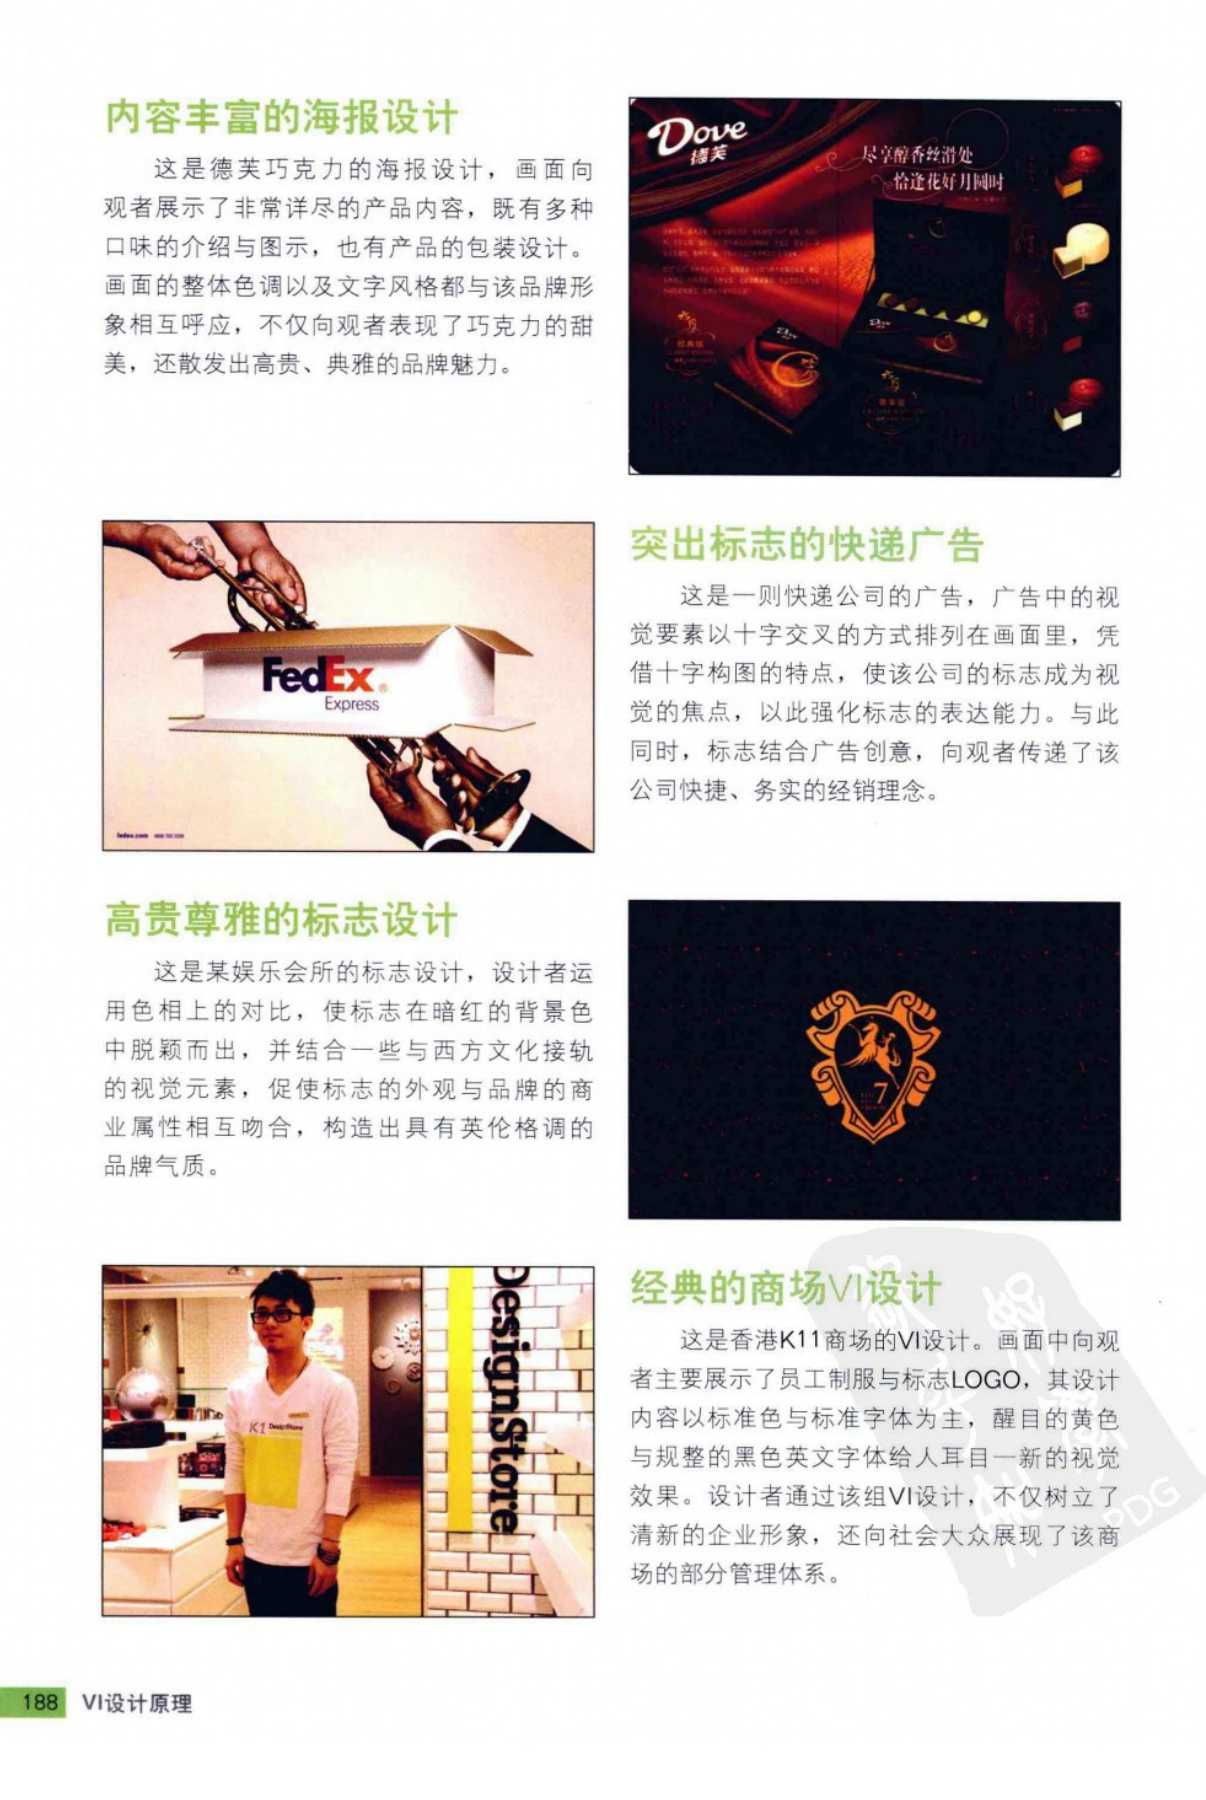 内容丰富的海报设计
这是德芙巧克力的海报设计，画面向
观者展示了非常详尽的产品内容，既有多种
口味的介绍与图示，也有产品的包装设计。
画面的整体色调以及文字风格都与该品牌形
象相互呼应，不仅向观者表现了巧克力的甜
美，还散发出高贵、典雅的品牌魅力。
Dove
德芙
尽享醇香丝滑处
恰逢花好月圆时
经典版
Dove
Dove
FedEx®
Express
fedex.com
突出标志的快递广告
这是一则快递公司的广告，广告中的视
觉要素以十字交叉的方式排列在画面里，凭
借十字构图的特点，使该公司的标志成为视
觉的焦点，以此强化标志的表达能力。与此
同时，标志结合广告创意，向观者传递了该
公司快捷、务实的经销理念。
高贵尊雅的标志设计
这是某娱乐会所的标志设计，设计者运
用色相上的对比，使标志在暗红的背景色
中脱颖而出，并结合一些与西方文化接轨
的视觉元素，促使标志的外观与品牌的商
业属性相互吻合，构造出具有英伦格调的
品牌气质。
7
K1 DesignStore
DesignStore
经典的商场VI设计
这是香港K11商场的VI设计。画面中向观
者主要展示了员工制服与标志LOGO，其设计
内容以标准色与标准字体为主，醒目的黄色
与规整的黑色英文字体给人耳目一新的视觉
效果。设计者通过该组VI设计，不仅树立了
清新的企业形象，还向社会大众展现了该商
场的部分管理体系。
PDG
188 VI设计原理